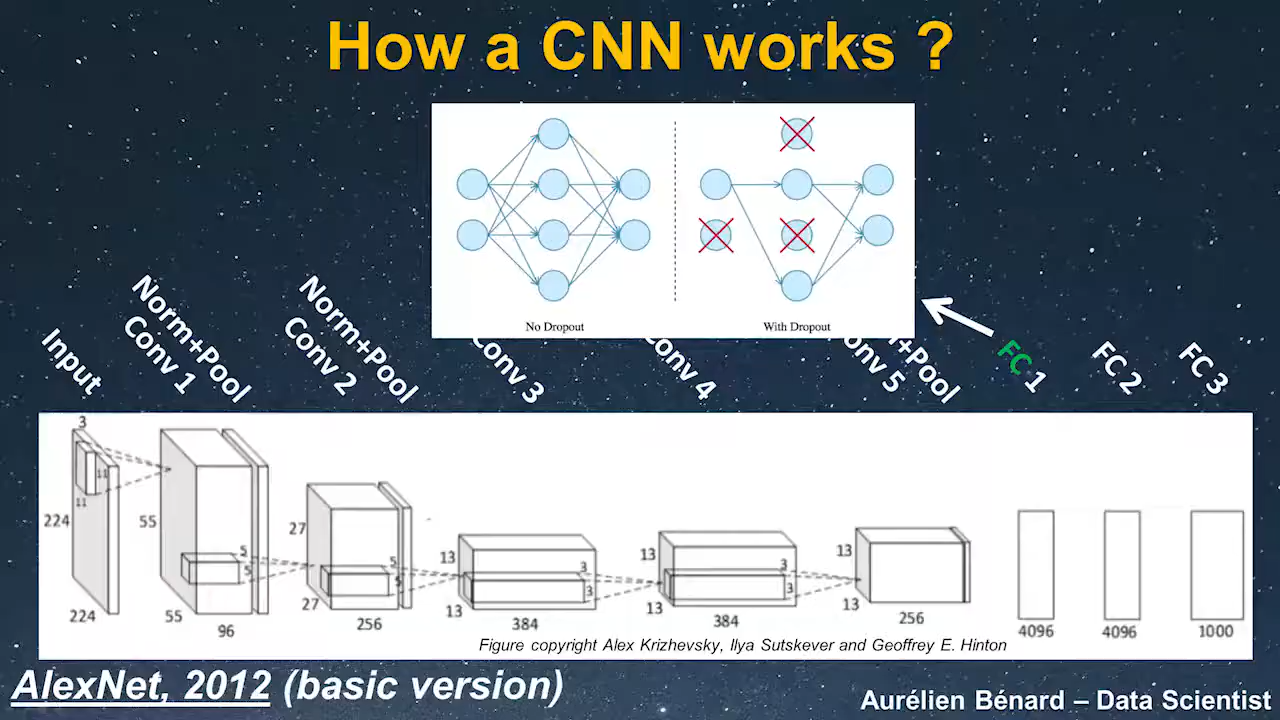 How a CNN works ?
No Dropout
With Dropout
Input
Norm+Pool
Conv 1
Norm+Pool
Conv 2
Conv 3
Conv 4
Conv 5
FC 1
FC 2
FC 3
3
11
11
224
224
55
55
96
5
5
27
27
256
5
5
13
13
384
3
3
13
13
384
3
3
13
13
256
4096
4096
1000
Figure copyright Alex Krizhevsky, Ilya Sutskever and Geoffrey E. Hinton
AlexNet, 2012 (basic version)
Aurélien Bénard – Data Scientist